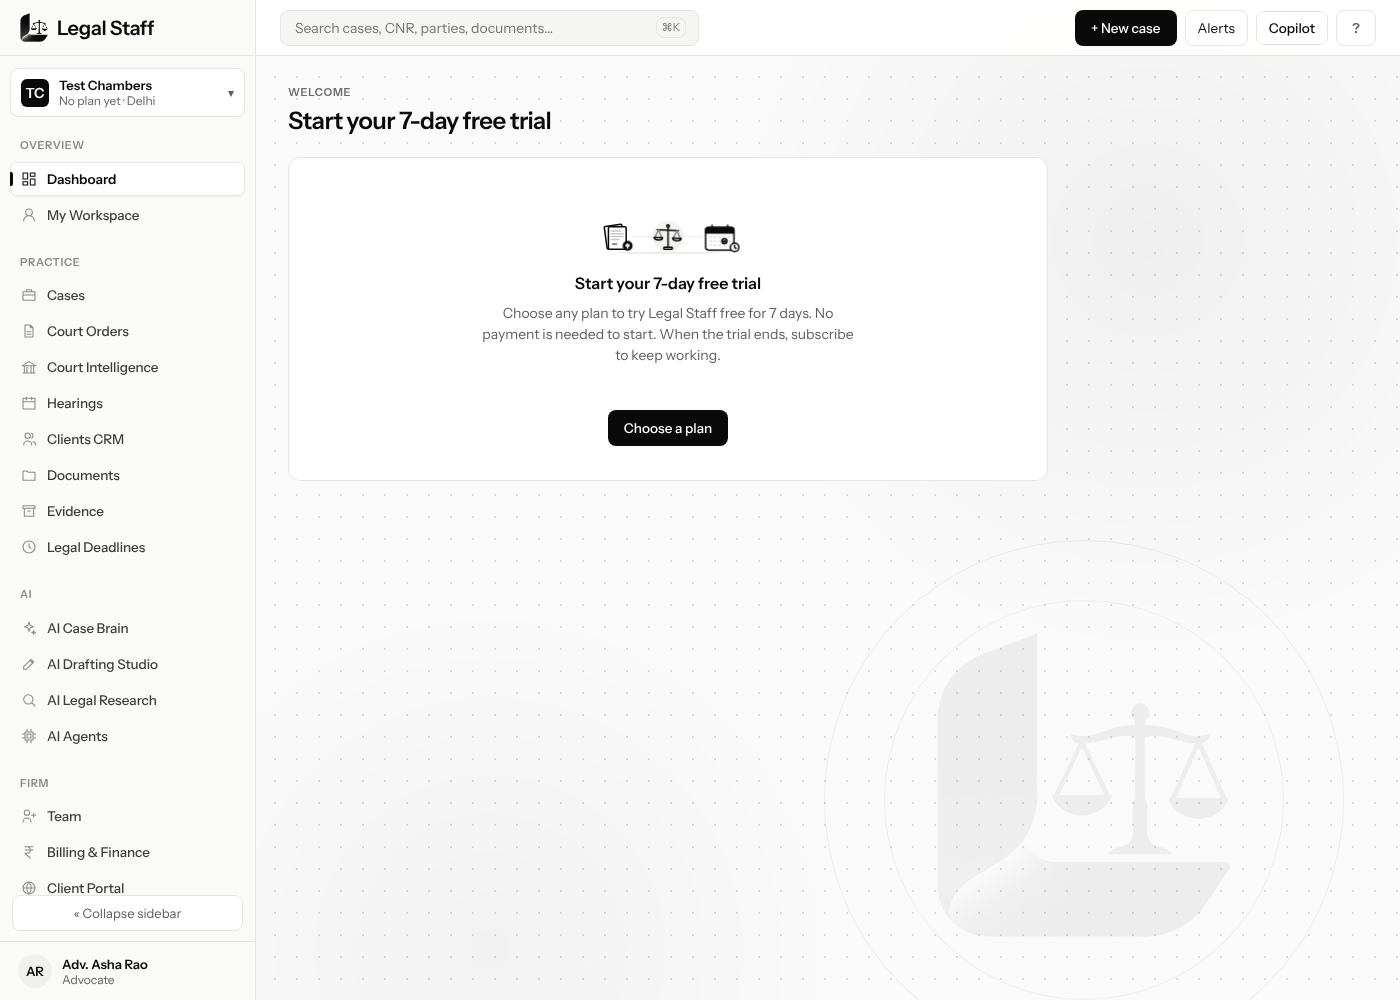 Legal Staff
Search cases, CNR, parties, documents...
⌘K
+ New case
Alerts
Copilot
?
TC
Test Chambers
No plan yet · Delhi
▾
OVERVIEW
Dashboard
My Workspace
PRACTICE
Cases
Court Orders
Court Intelligence
Hearings
Clients CRM
Documents
Evidence
Legal Deadlines
AI
AI Case Brain
AI Drafting Studio
AI Legal Research
AI Agents
FIRM
Team
Billing & Finance
Client Portal
« Collapse sidebar
AR
Adv. Asha Rao
Advocate
WELCOME
Start your 7-day free trial
Start your 7-day free trial
Choose any plan to try Legal Staff free for 7 days. No
payment is needed to start. When the trial ends, subscribe
to keep working.
Choose a plan